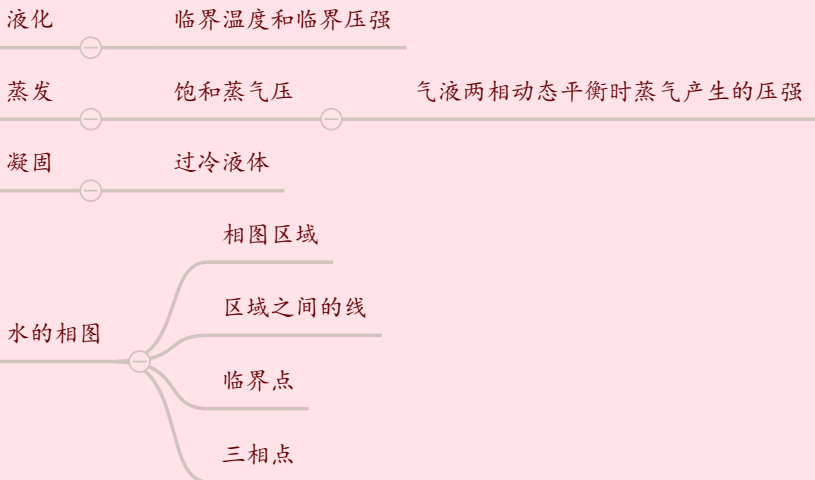 液化 临界温度和临界压强
蒸发 饱和蒸气压 气液两相动态平衡时蒸气产生的压强
凝固 过冷液体
相图区域
区域之间的线
水的相图
临界点
三相点